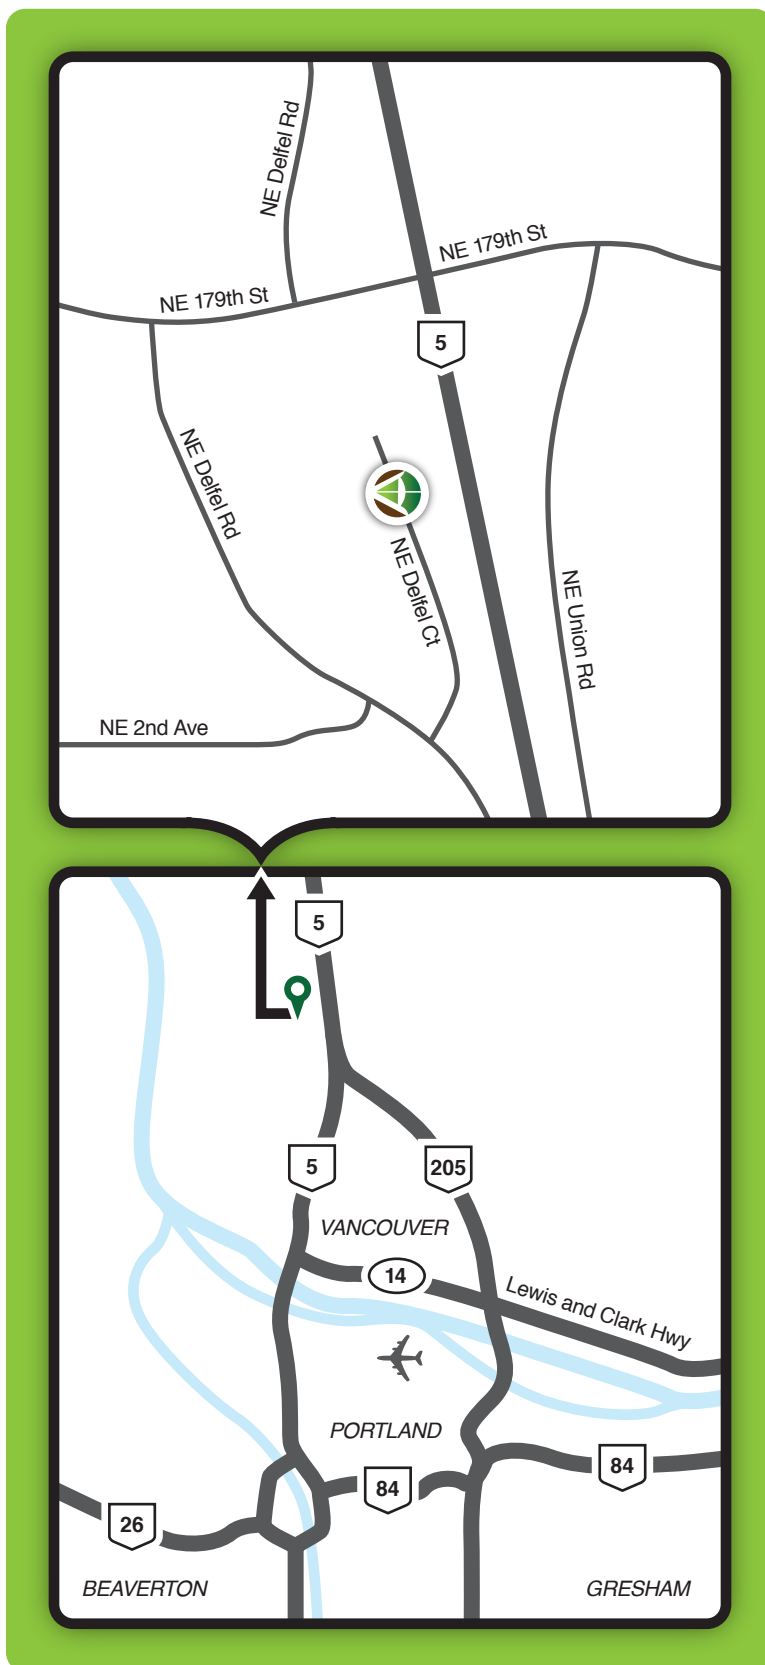 NE Delfel Rd
NE 179th St
NE 179th St
5
NE Delfel Rd
NE Delfel Ct
NE Union Rd
NE 2nd Ave
5
5
205
VANCOUVER
14
Lewis and Clark Hwy
PORTLAND
84
84
26
BEAVERTON
GRESHAM